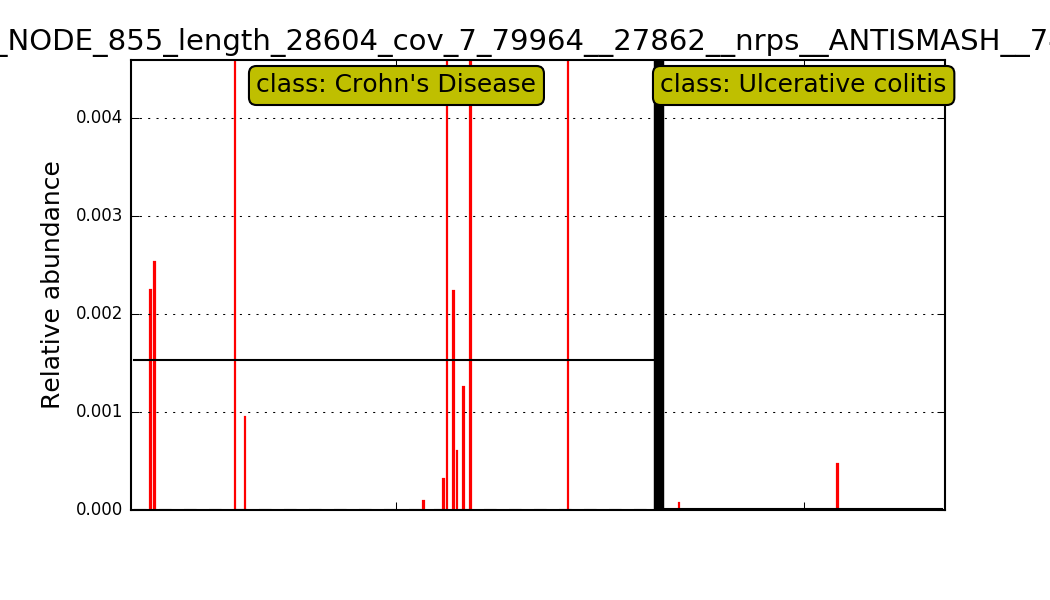 _NODE_855_length_28604_cov_7_79964__27862__nrps__ANTISMASH__7
class: Crohn's Disease
class: Ulcerative colitis
Relative abundance
0.004
0.003
0.002
0.001
0.000